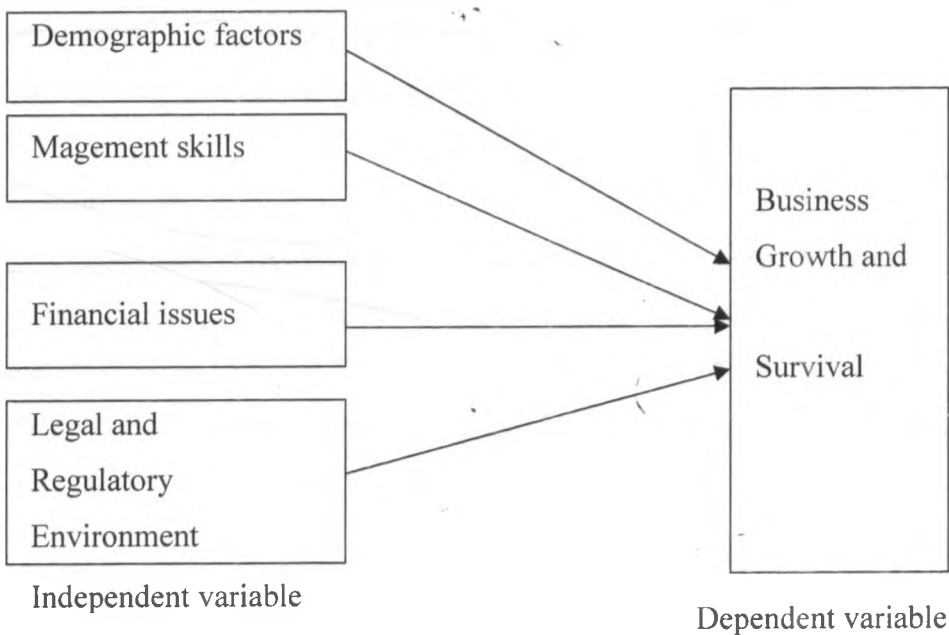 Demographic factors
Magement skills
Financial issues
Legal and
Regulatory
Environment
Independent variable
Business
Growth and
Survival
Dependent variable